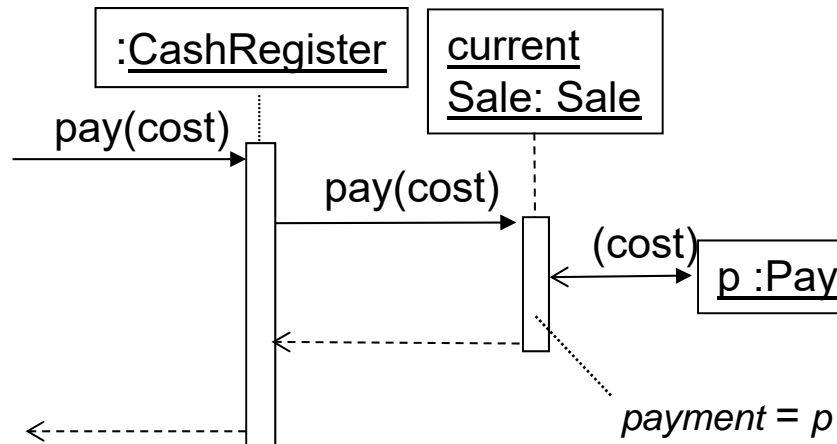 :CashRegister
current
Sale: Sale
pay(cost)
pay(cost)
(cost)
p :Pay
payment = p